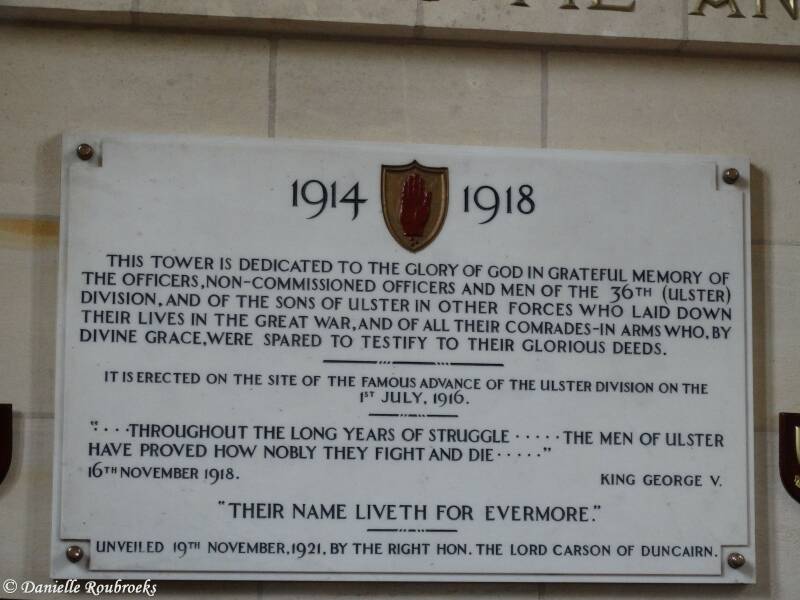 1914 1918
THIS TOWER IS DEDICATED TO THE GLORY OF GOD IN GRATEFUL MEMORY OF
THE OFFICERS, NON-COMMISSIONED OFFICERS AND MEN OF THE 36TH (ULSTER)
DIVISION, AND OF THE SONS OF ULSTER IN OTHER FORCES WHO LAID DOWN
THEIR LIVES IN THE GREAT WAR, AND OF ALL THEIR COMRADES-IN ARMS WHO, BY
DIVINE GRACE, WERE SPARED TO TESTIFY TO THEIR GLORIOUS DEEDS.
IT IS ERECTED ON THE SITE OF THE FAMOUS ADVANCE OF THE ULSTER DIVISION ON THE
1ST JULY, 1916.
"····THROUGHOUT THE LONG YEARS OF STRUGGLE ····· THE MEN OF ULSTER
HAVE PROVED HOW NOBLY THEY FIGHT AND DIE ·····"
16TH NOVEMBER 1918. KING GEORGE V.
"THEIR NAME LIVETH FOR EVERMORE."
UNVEILED 19TH NOVEMBER, 1921, BY THE RIGHT HON. THE LORD CARSON OF DUNCAIRN.
© Danielle Roubroeks